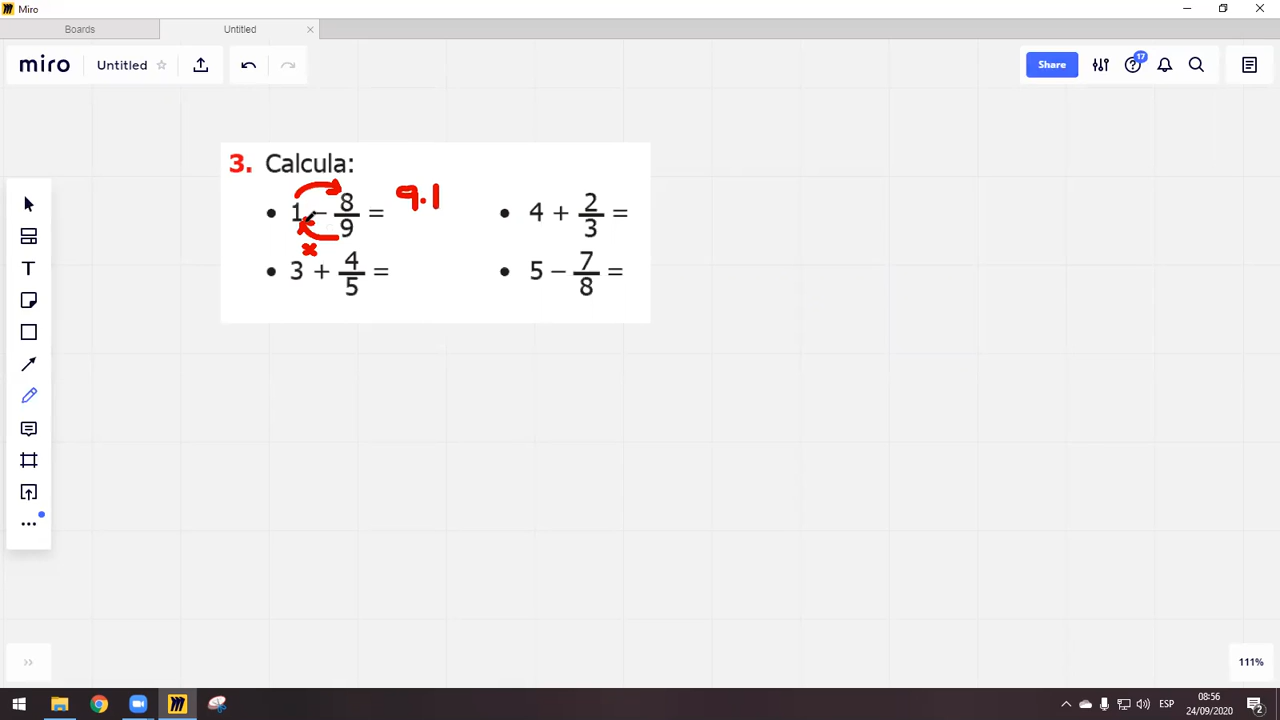 Miro
Boards
Untitled
miro
Untitled
17
Share
3. Calcula:
• 1 − 8/9 = 9·1
• 4 + 2/3 =
×
• 3 + 4/5 =
• 5 − 7/8 =
T
111%
ESP
08:56
24/09/2020
2